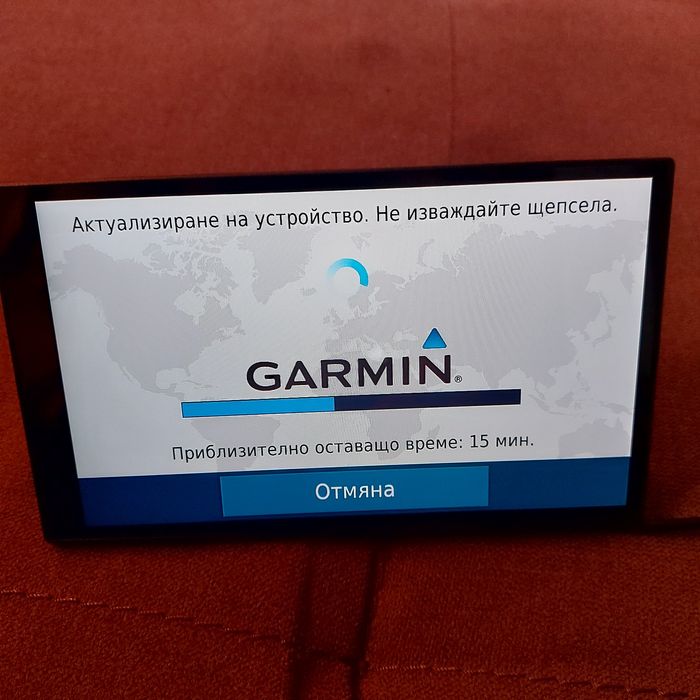 Актуализиране на устройство. Не изваждайте щепсела.
GARMIN®
Приблизително оставащо време: 15 мин.
Отмяна